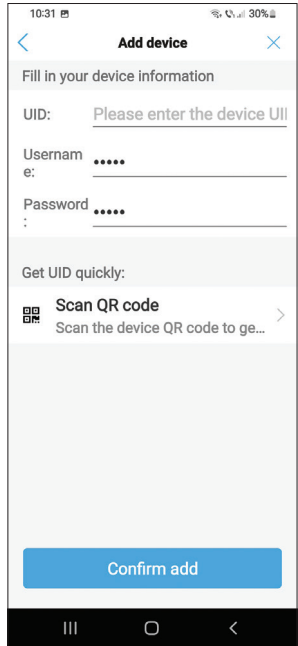 10:31 30%
Add device
Fill in your device information
UID: Please enter the device UI
Usernam
e: •••••
Password
: •••••
Get UID quickly:
Scan QR code
Scan the device QR code to ge...
Confirm add